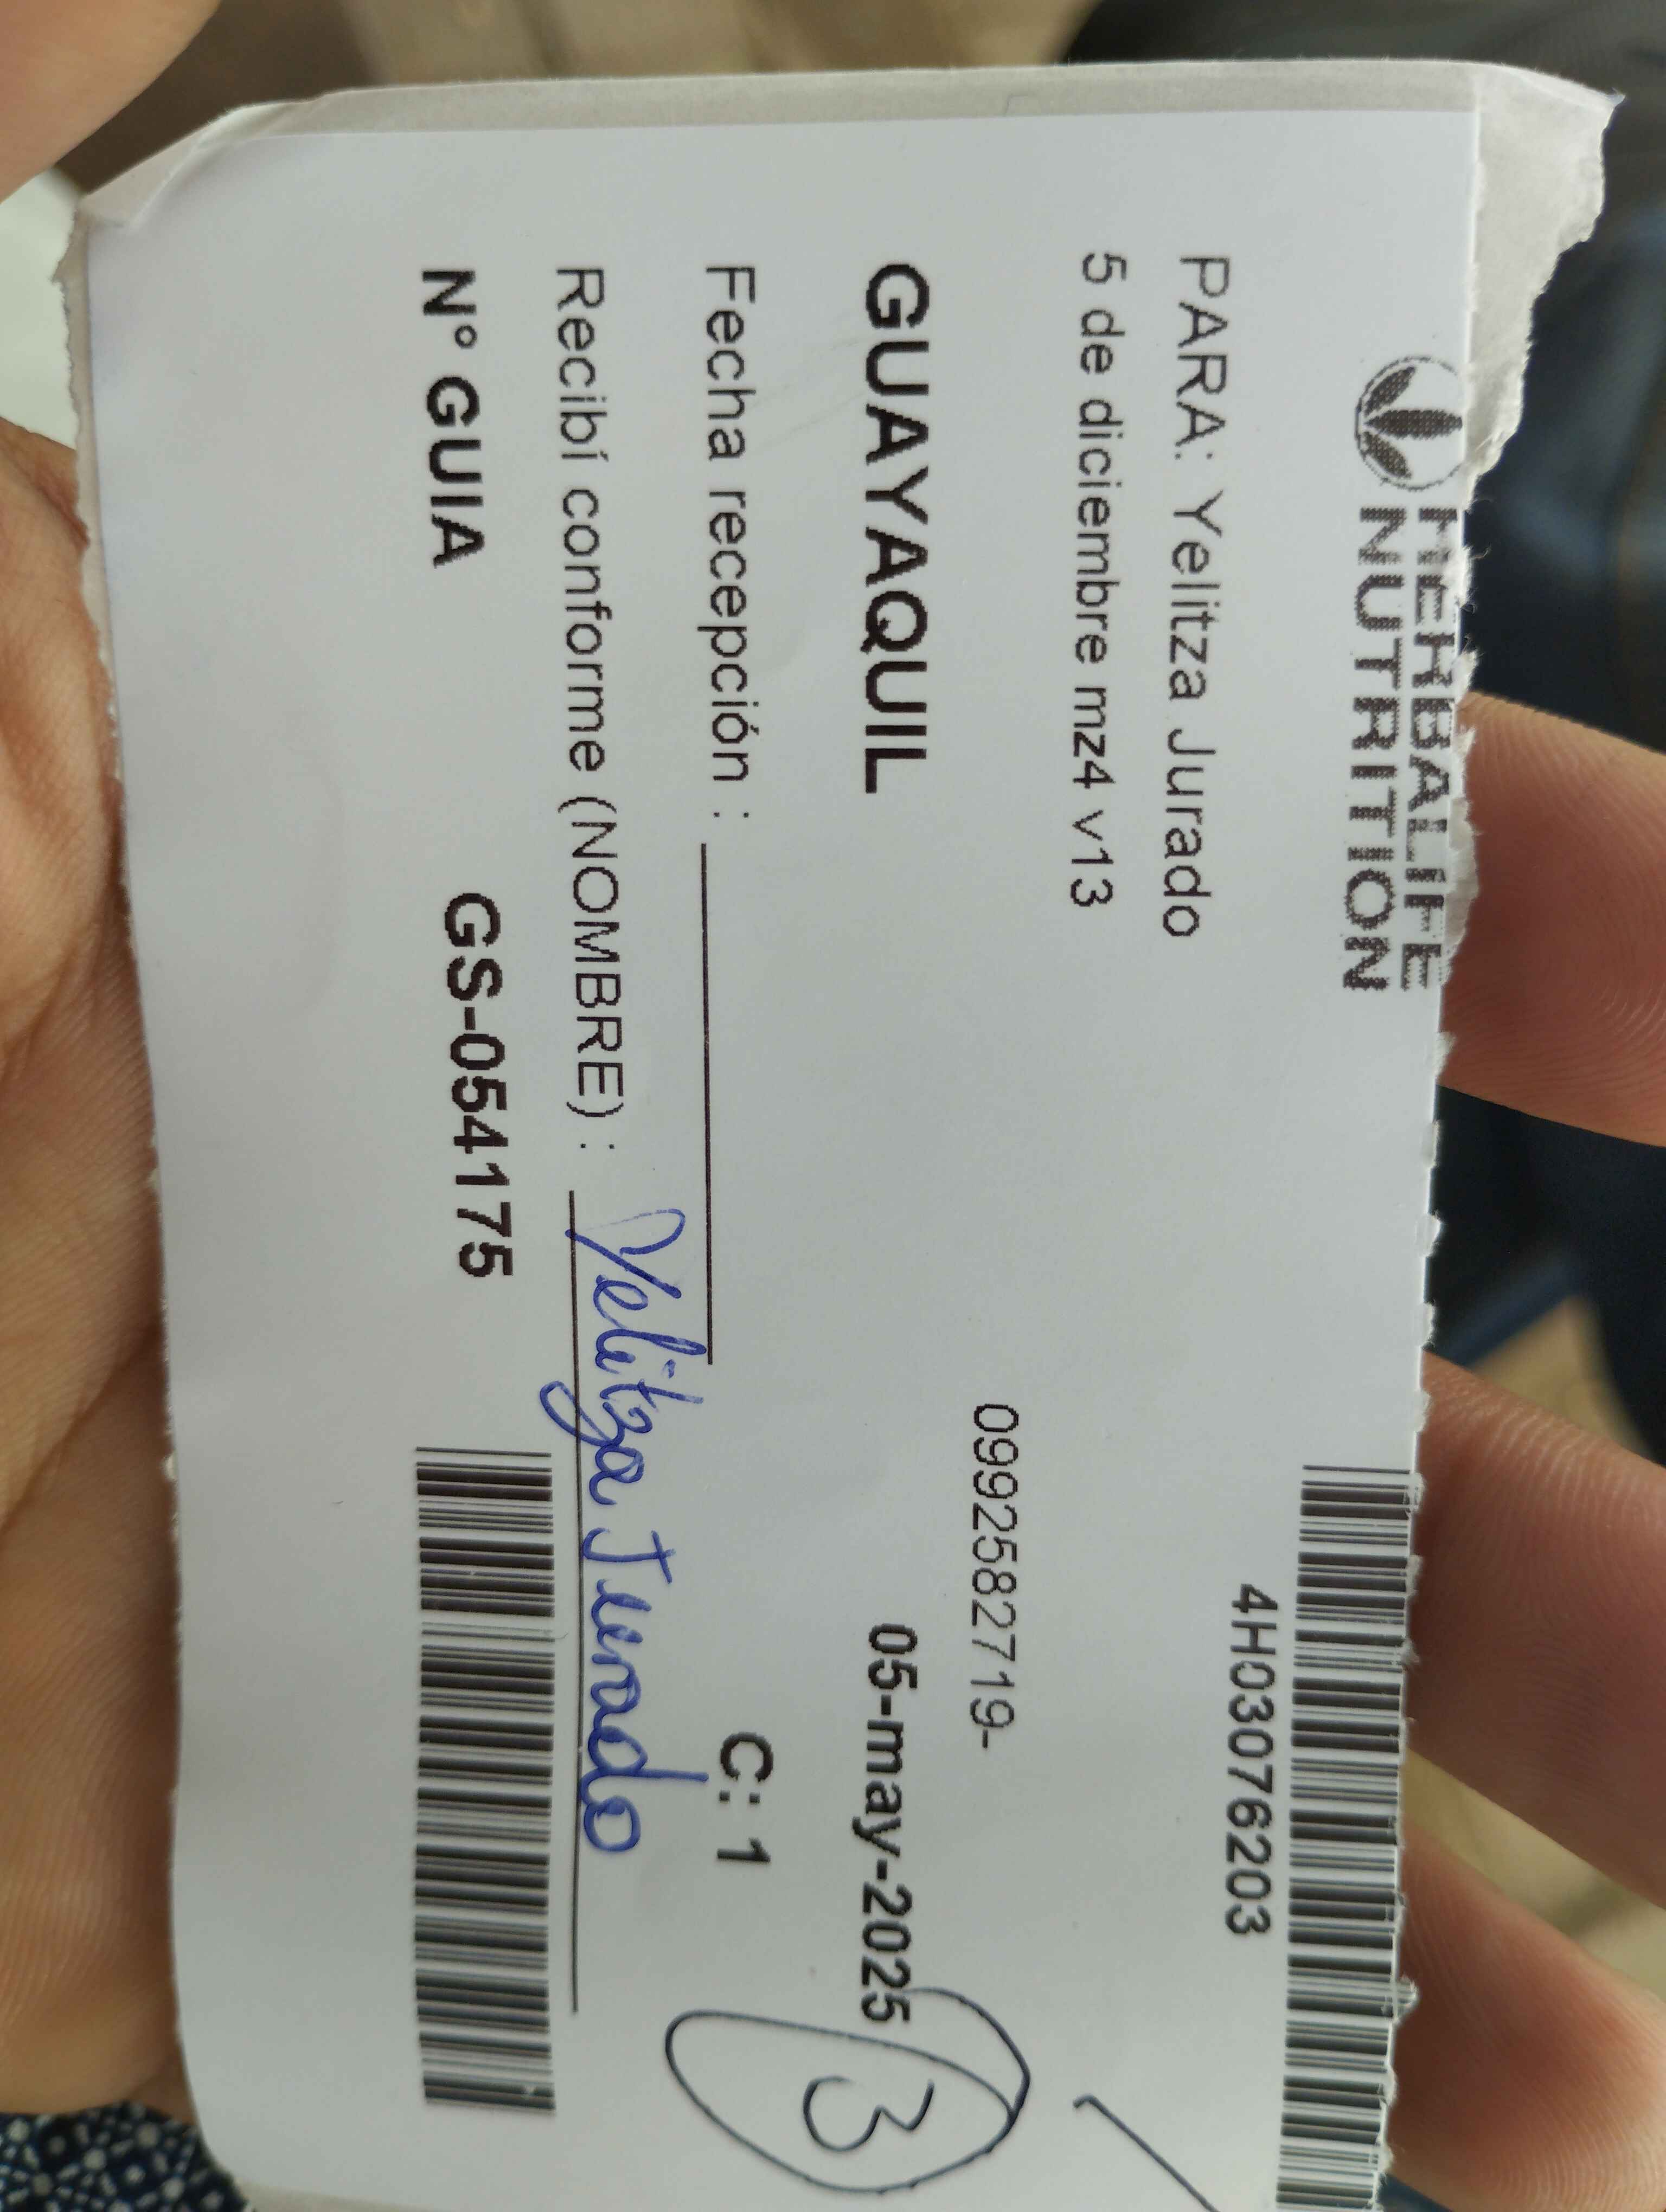 HERBALIFE
NUTRITION
4H03076203
PARA: Yelitza Jurado
5 de diciembre mz4 v13
0992582719-
GUAYAQUIL 05-may-2025
3
Fecha recepción : C: 1
Recibí conforme (NOMBRE) : Yelitza Jurado
N° GUIA GS-054175